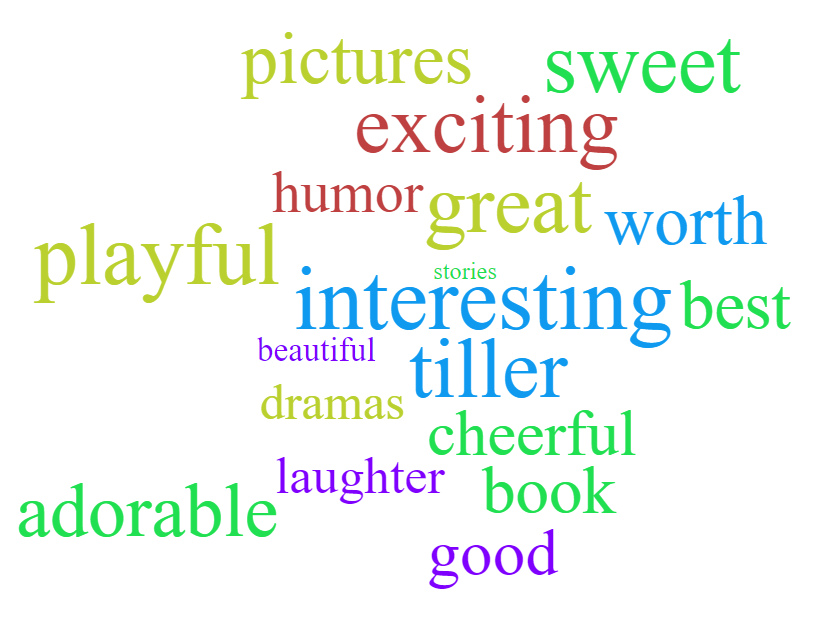 pictures
sweet
exciting
humor
great
worth
playful
stories
interesting
best
beautiful
tiller
dramas
cheerful
laughter
book
adorable
good